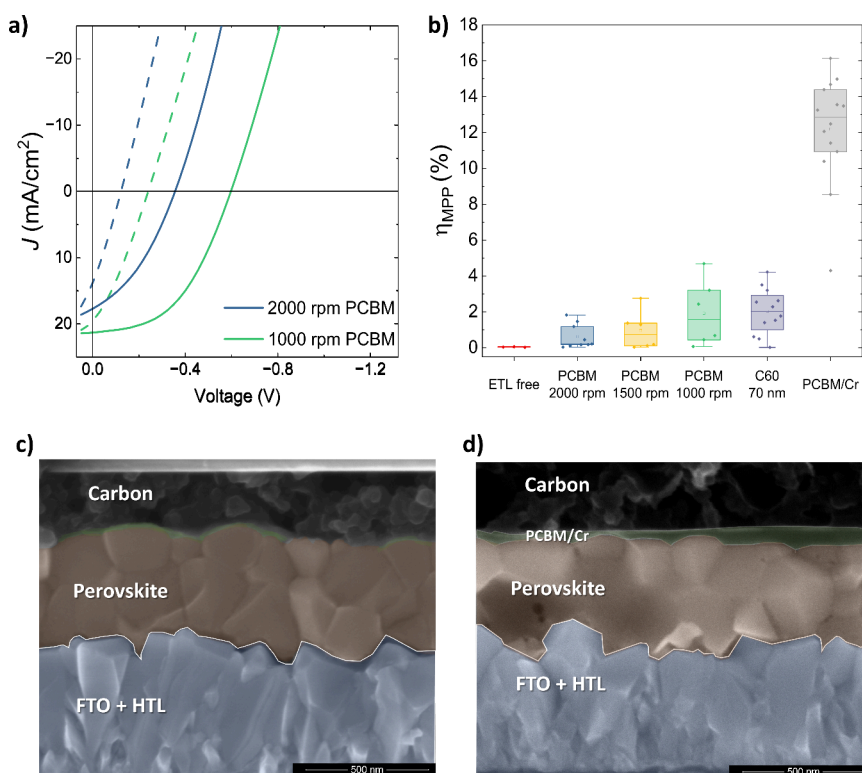 a)
J (mA/cm²)
−20
−10
0
10
20
2000 rpm PCBM
1000 rpm PCBM
0.0 −0.4 −0.8 −1.2
Voltage (V)
b)
ηMPP (%)
18
16
14
12
10
8
6
4
2
0
ETL free
PCBM
2000 rpm
PCBM
1500 rpm
PCBM
1000 rpm
C60
70 nm
PCBM/Cr
c)
Carbon
Perovskite
FTO + HTL
500 nm
d)
Carbon
PCBM/Cr
Perovskite
FTO + HTL
500 nm